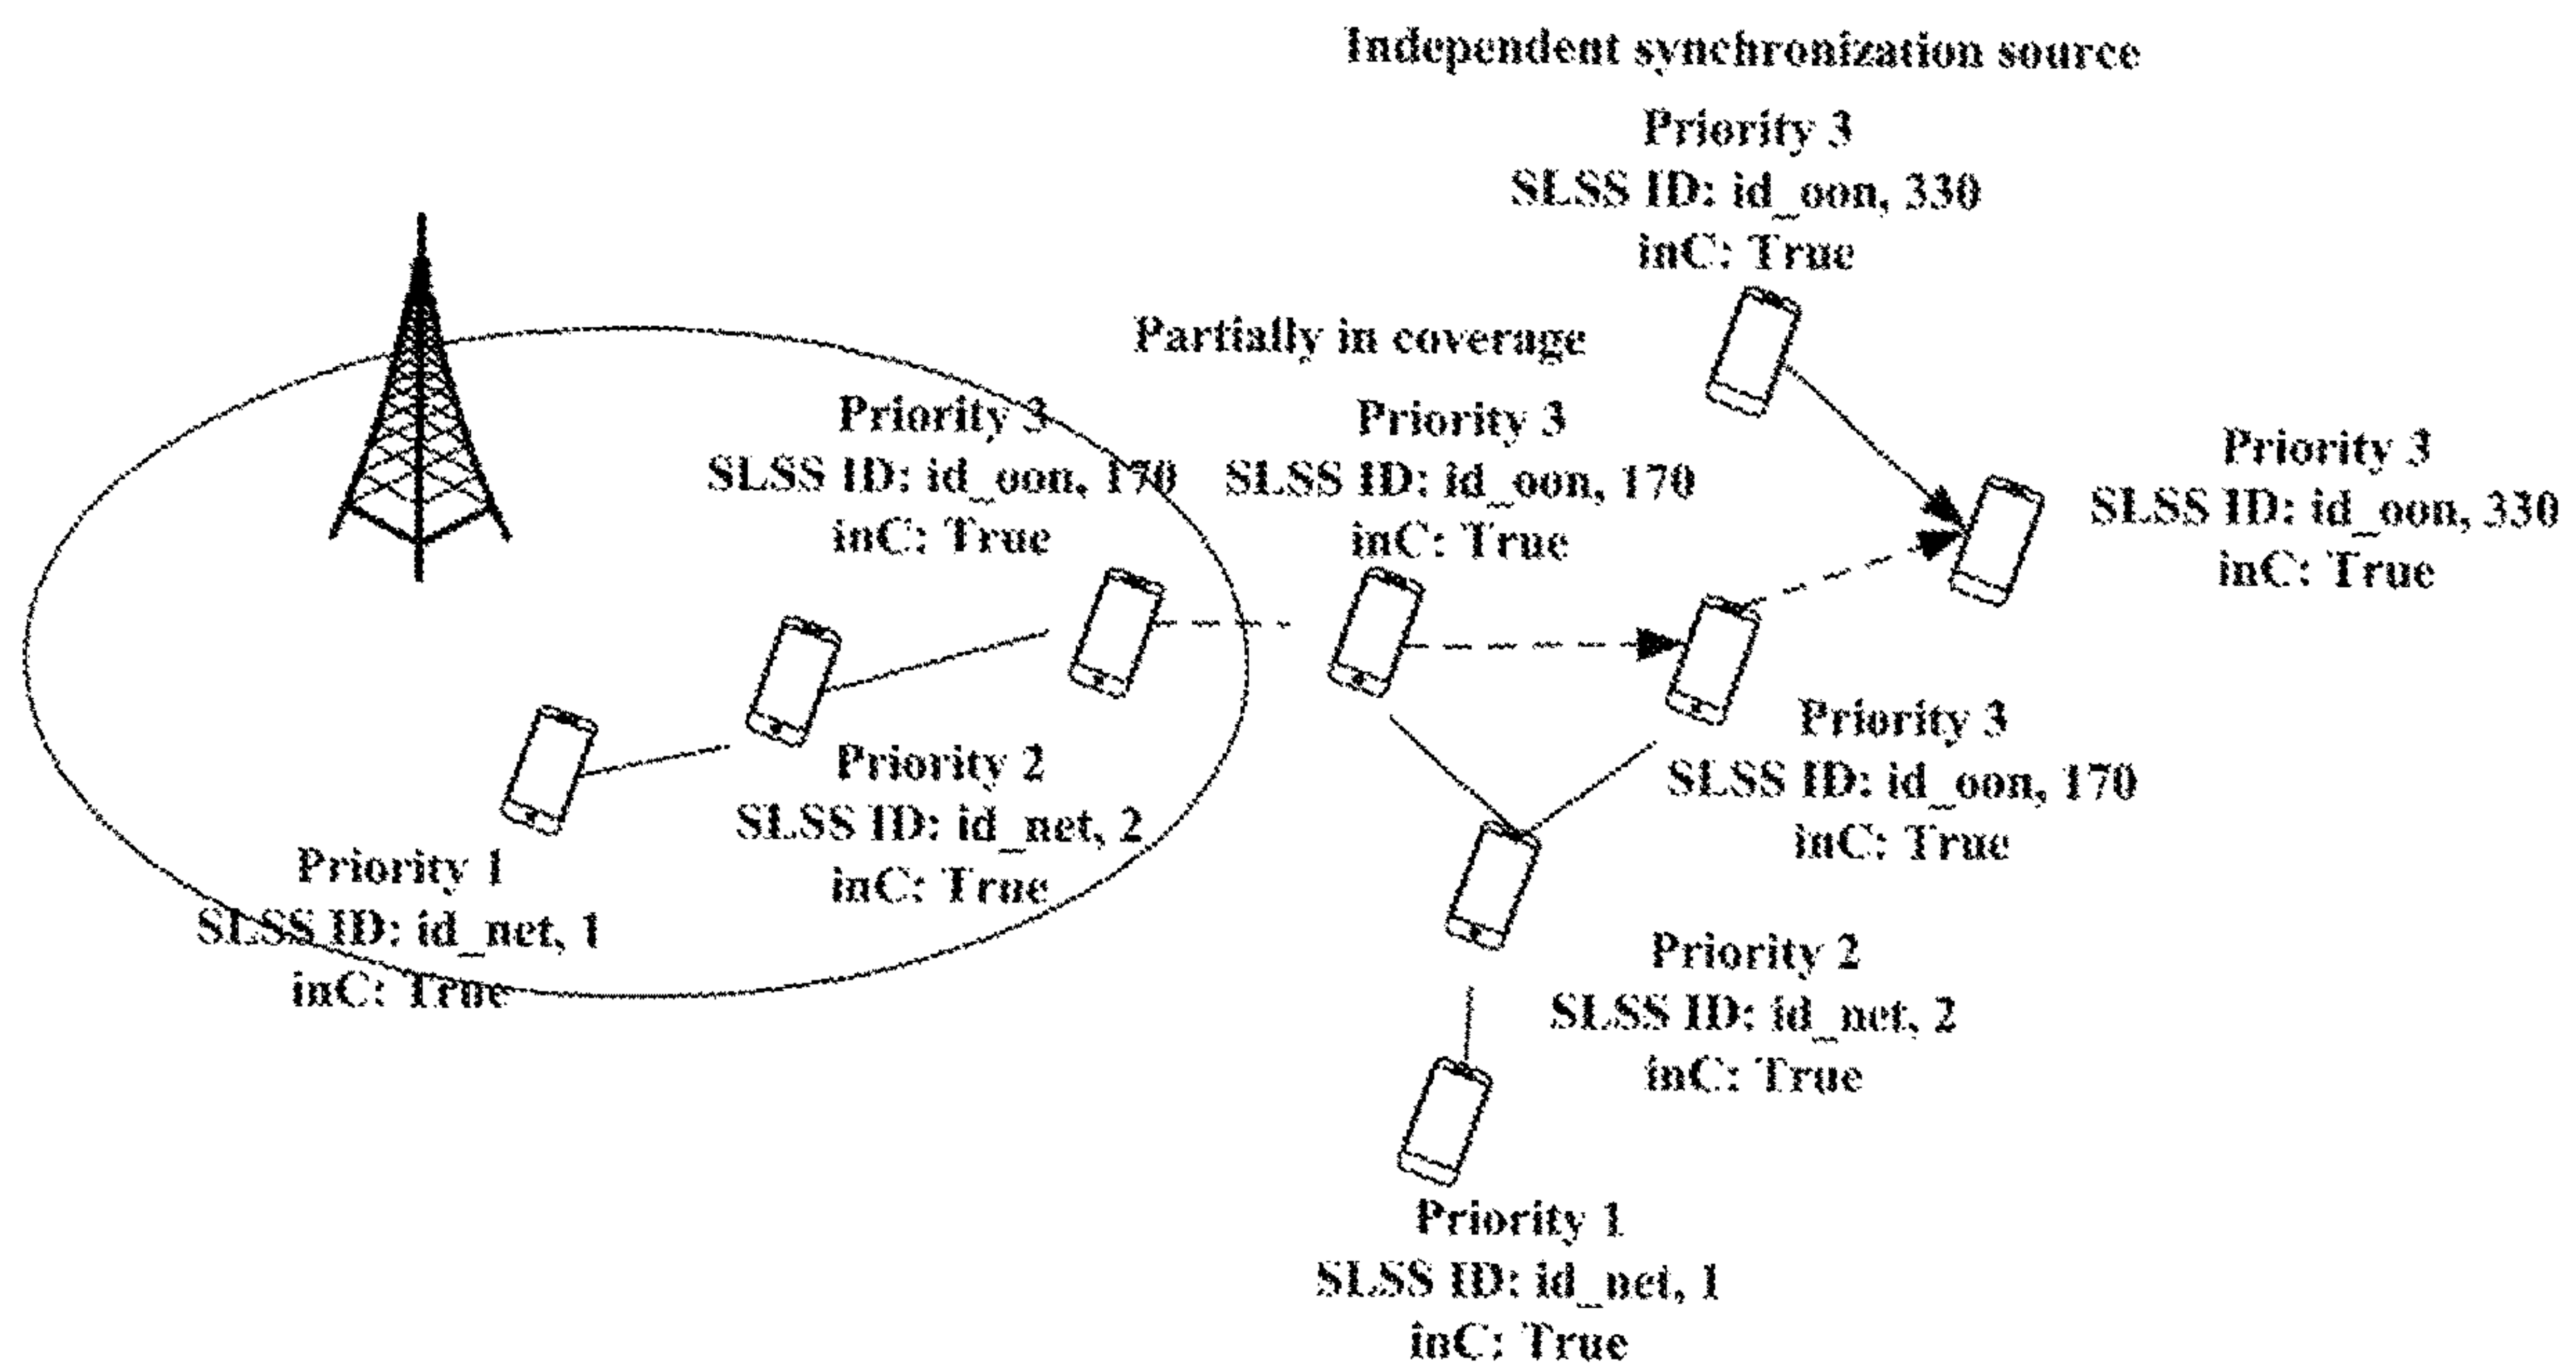 Independent synchronization source
Priority 3
SLSS ID: id_oon, 330
inC: True
Partially in coverage
Priority 3
SLSS ID: id_oon, 170
inC: True
Priority 3
SLSS ID: id_oon, 170
inC: True
Priority 3
SLSS ID: id_oon, 330
inC: True
Priority 3
SLSS ID: id_oon, 170
inC: True
Priority 2
SLSS ID: id_net, 2
inC: True
Priority 1
SLSS ID: id_net, 1
inC: True
Priority 2
SLSS ID: id_net, 2
inC: True
Priority 1
SLSS ID: id_net, 1
inC: True